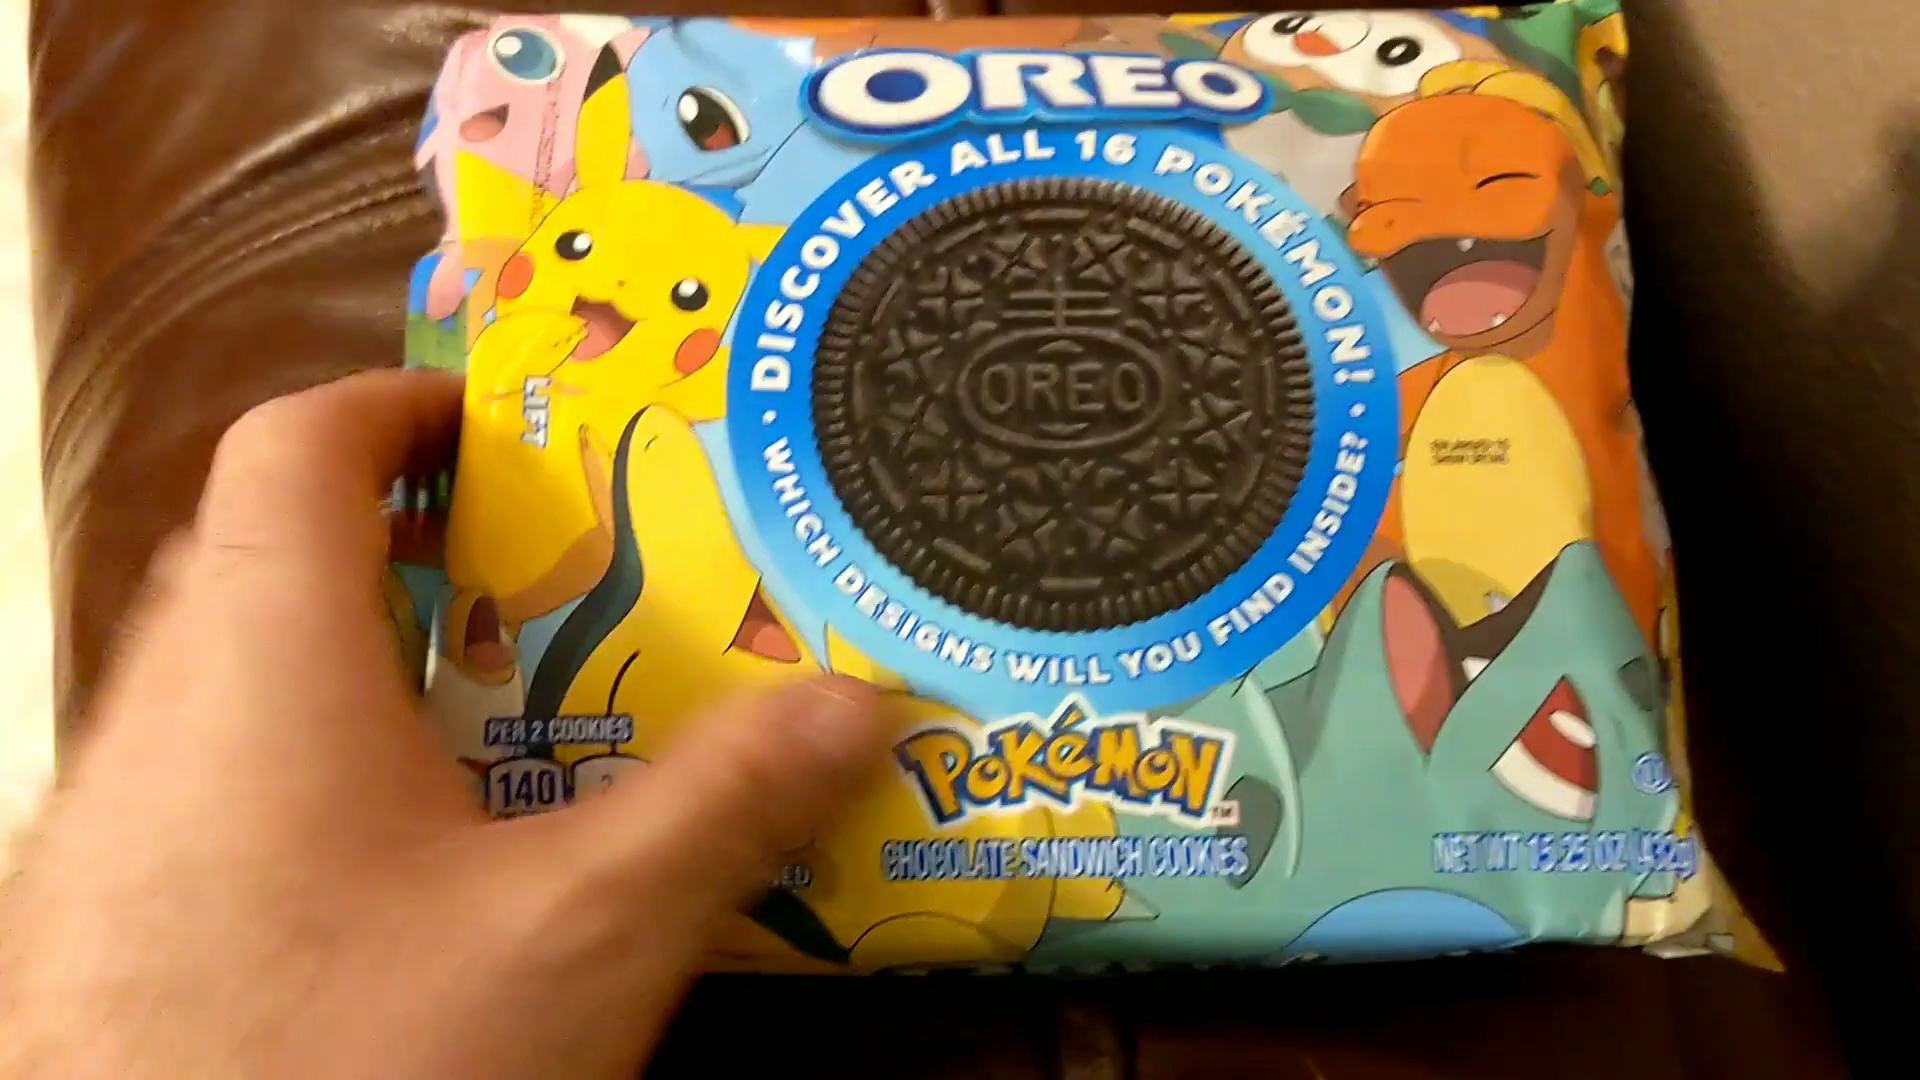 OREO
DISCOVER ALL 16 POKÉMON!
OREO
• WHICH DESIGNS WILL YOU FIND INSIDE? •
LIFT
PER 2 COOKIES
140
POKéMON™
CHOCOLATE SANDWICH COOKIES
NET WT 15.25 OZ (432g)
U